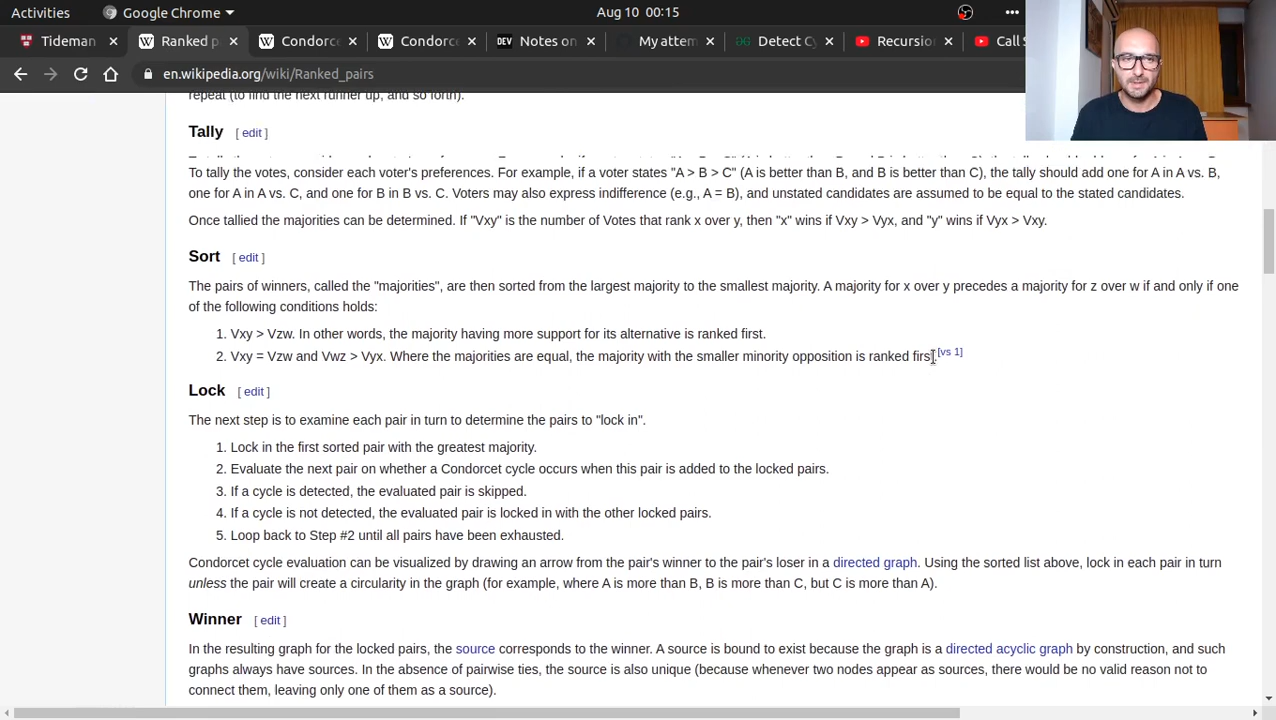 Activities
Google Chrome
Aug 10 00:15
Tideman
Ranked p
Condorce
Condorce
DEV
Notes on
My attem
Detect Cy
Recursion
Call S
en.wikipedia.org/wiki/Ranked_pairs
repeat (to find the next runner up, and so forth).
Tally [ edit ]
To tally the votes, consider each voter's preferences. For example, if a voter states "A > B > C" (A is better than B, and B is better than C), the tally should add one for A in A vs. B,
one for A in A vs. C, and one for B in B vs. C. Voters may also express indifference (e.g., A = B), and unstated candidates are assumed to be equal to the stated candidates.
Once tallied the majorities can be determined. If "Vxy" is the number of Votes that rank x over y, then "x" wins if Vxy > Vyx, and "y" wins if Vyx > Vxy.
Sort [ edit ]
The pairs of winners, called the "majorities", are then sorted from the largest majority to the smallest majority. A majority for x over y precedes a majority for z over w if and only if one
of the following conditions holds:
1. Vxy > Vzw. In other words, the majority having more support for its alternative is ranked first.
2. Vxy = Vzw and Vwz > Vyx. Where the majorities are equal, the majority with the smaller minority opposition is ranked first.[vs 1]
Lock [ edit ]
The next step is to examine each pair in turn to determine the pairs to "lock in".
1. Lock in the first sorted pair with the greatest majority.
2. Evaluate the next pair on whether a Condorcet cycle occurs when this pair is added to the locked pairs.
3. If a cycle is detected, the evaluated pair is skipped.
4. If a cycle is not detected, the evaluated pair is locked in with the other locked pairs.
5. Loop back to Step #2 until all pairs have been exhausted.
Condorcet cycle evaluation can be visualized by drawing an arrow from the pair's winner to the pair's loser in a directed graph. Using the sorted list above, lock in each pair in turn
unless the pair will create a circularity in the graph (for example, where A is more than B, B is more than C, but C is more than A).
Winner [ edit ]
In the resulting graph for the locked pairs, the source corresponds to the winner. A source is bound to exist because the graph is a directed acyclic graph by construction, and such
graphs always have sources. In the absence of pairwise ties, the source is also unique (because whenever two nodes appear as sources, there would be no valid reason not to
connect them, leaving only one of them as a source).